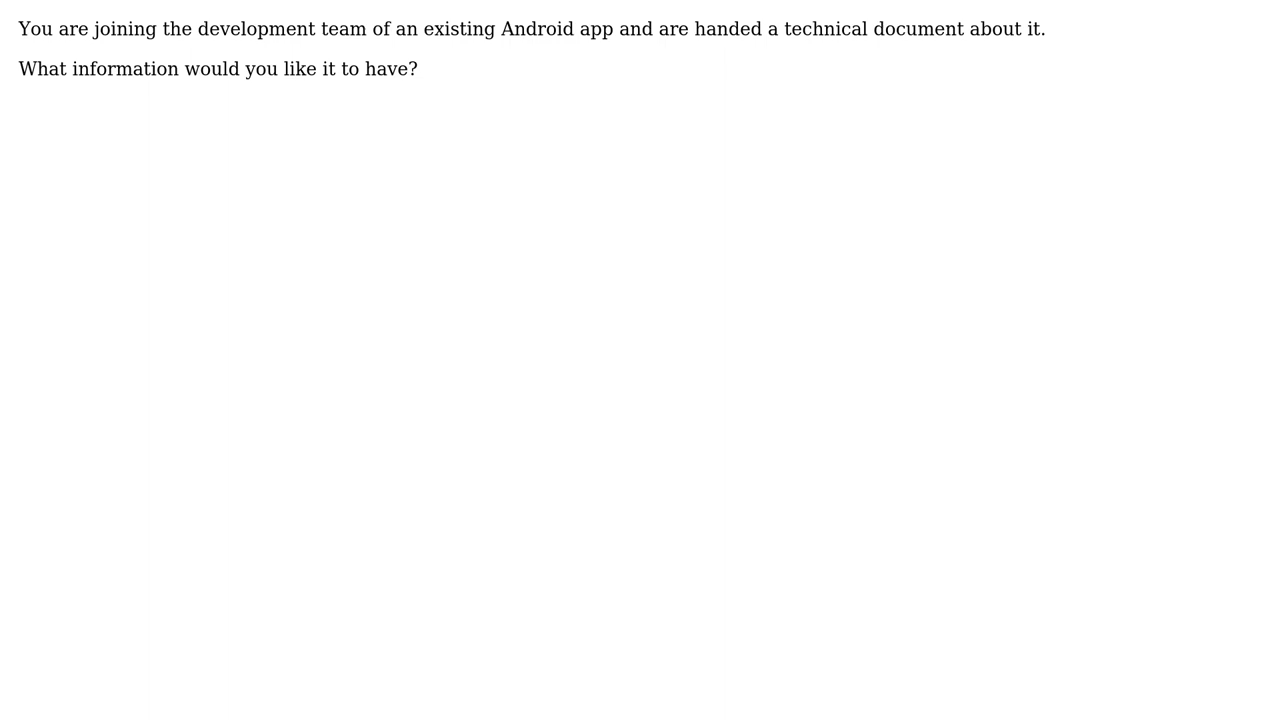 You are joining the development team of an existing Android app and are handed a technical document about it.
What information would you like it to have?